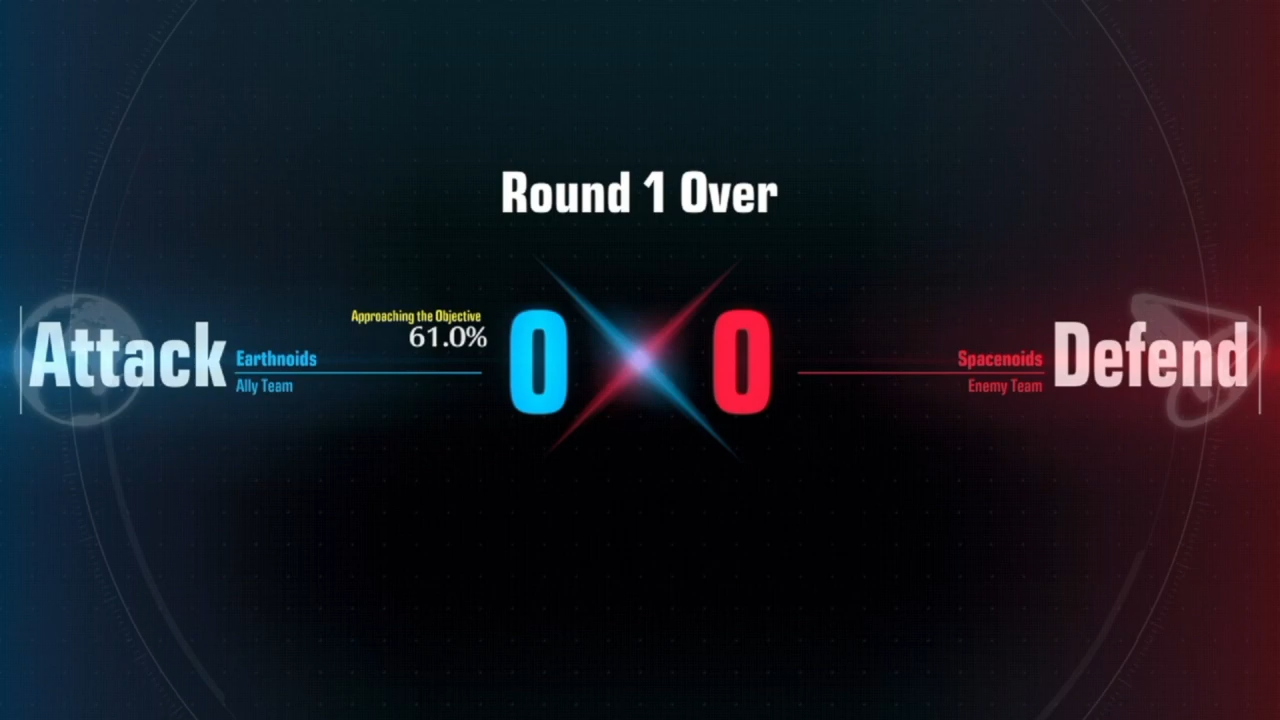 Round 1 Over
Approaching the Objective
61.0%
0
0
Attack
Earthnoids
Ally Team
Spacenoids
Enemy Team
Defend